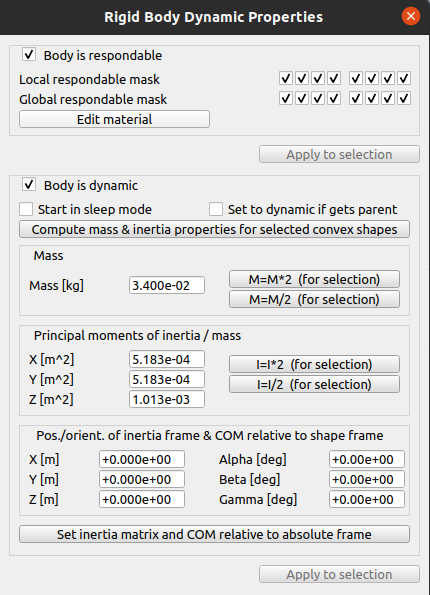 Rigid Body Dynamic Properties
Body is respondable
Local respondable mask
Global respondable mask
Edit material
Apply to selection
Body is dynamic
Start in sleep mode Set to dynamic if gets parent
Compute mass & inertia properties for selected convex shapes
Mass
Mass [kg] 3.400e-02 M=M*2 (for selection)
M=M/2 (for selection)
Principal moments of inertia / mass
X [m^2] 5.183e-04 I=I*2 (for selection)
Y [m^2] 5.183e-04 I=I/2 (for selection)
Z [m^2] 1.013e-03
Pos./orient. of inertia frame & COM relative to shape frame
X [m] +0.000e+00 Alpha [deg] +0.00e+00
Y [m] +0.000e+00 Beta [deg] +0.00e+00
Z [m] +0.000e+00 Gamma [deg] +0.00e+00
Set inertia matrix and COM relative to absolute frame
Apply to selection